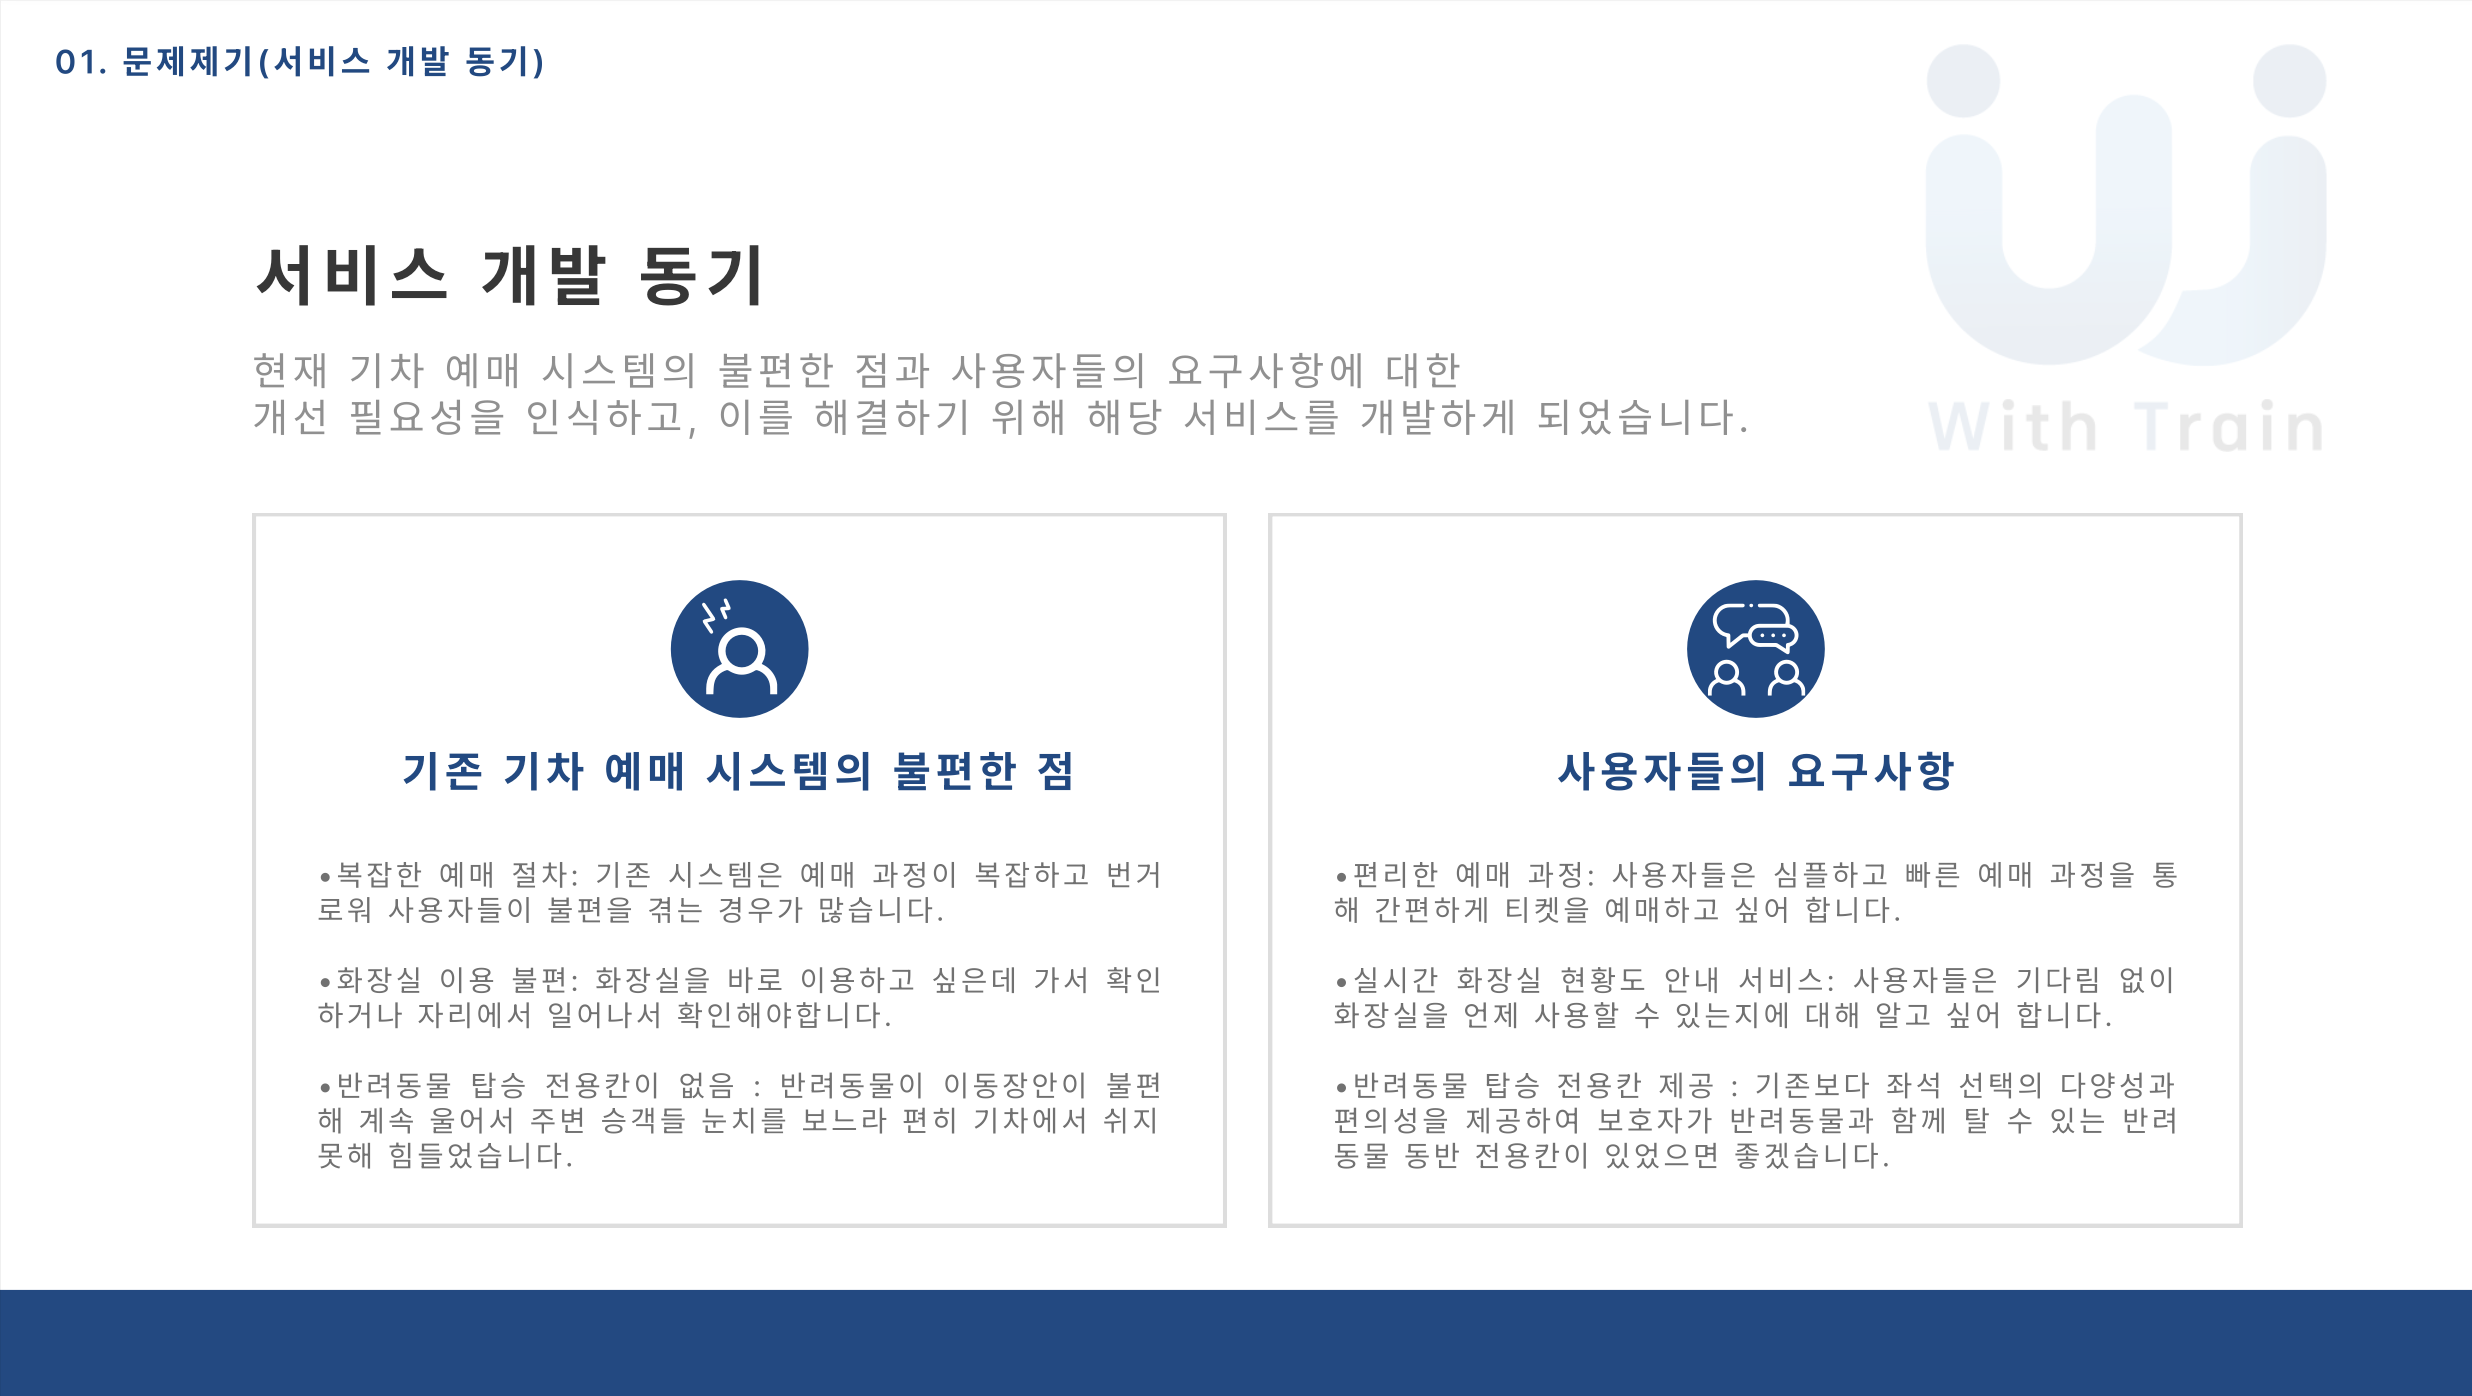 01. 문제제기(서비스 개발 동기)
서비스 개발 동기
현재 기차 예매 시스템의 불편한 점과 사용자들의 요구사항에 대한
개선 필요성을 인식하고, 이를 해결하기 위해 해당 서비스를 개발하게 되었습니다.
With Train
기존 기차 예매 시스템의 불편한 점
•복잡한 예매 절차: 기존 시스템은 예매 과정이 복잡하고 번거
로워 사용자들이 불편을 겪는 경우가 많습니다.
•화장실 이용 불편: 화장실을 바로 이용하고 싶은데 가서 확인
하거나 자리에서 일어나서 확인해야합니다.
•반려동물 탑승 전용칸이 없음 : 반려동물이 이동장안이 불편
해 계속 울어서 주변 승객들 눈치를 보느라 편히 기차에서 쉬지
못해 힘들었습니다.
사용자들의 요구사항
•편리한 예매 과정: 사용자들은 심플하고 빠른 예매 과정을 통
해 간편하게 티켓을 예매하고 싶어 합니다.
•실시간 화장실 현황도 안내 서비스: 사용자들은 기다림 없이
화장실을 언제 사용할 수 있는지에 대해 알고 싶어 합니다.
•반려동물 탑승 전용칸 제공 : 기존보다 좌석 선택의 다양성과
편의성을 제공하여 보호자가 반려동물과 함께 탈 수 있는 반려
동물 동반 전용칸이 있었으면 좋겠습니다.